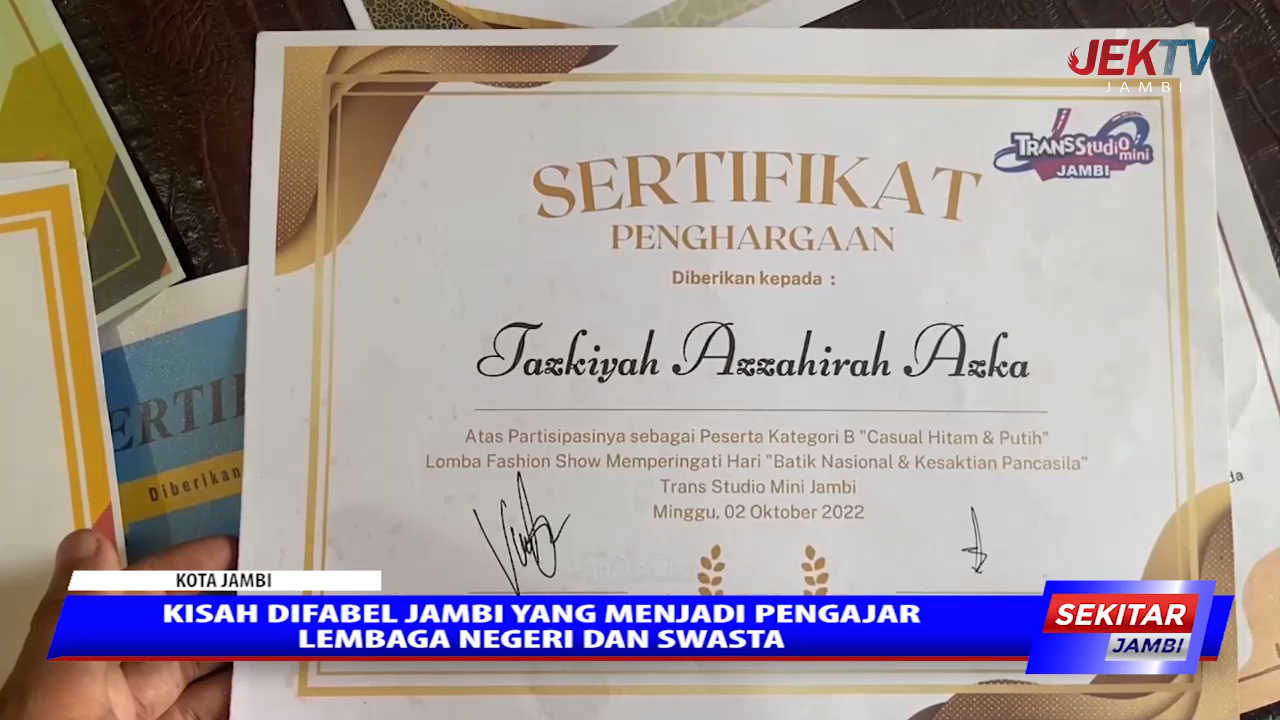 JEKTV
JAMBI
TRANS Studio mini
JAMBI
SERTIFIKAT
PENGHARGAAN
Diberikan kepada :
Tazkiyah Azzahirah Azka
Atas Partisipasinya sebagai Peserta Kategori B "Casual Hitam & Putih"
Lomba Fashion Show Memperingati Hari "Batik Nasional & Kesaktian Pancasila"
Trans Studio Mini Jambi
Minggu, 02 Oktober 2022
Diberikan
KOTA JAMBI
KISAH DIFABEL JAMBI YANG MENJADI PENGAJAR
LEMBAGA NEGERI DAN SWASTA
SEKITAR
JAMBI